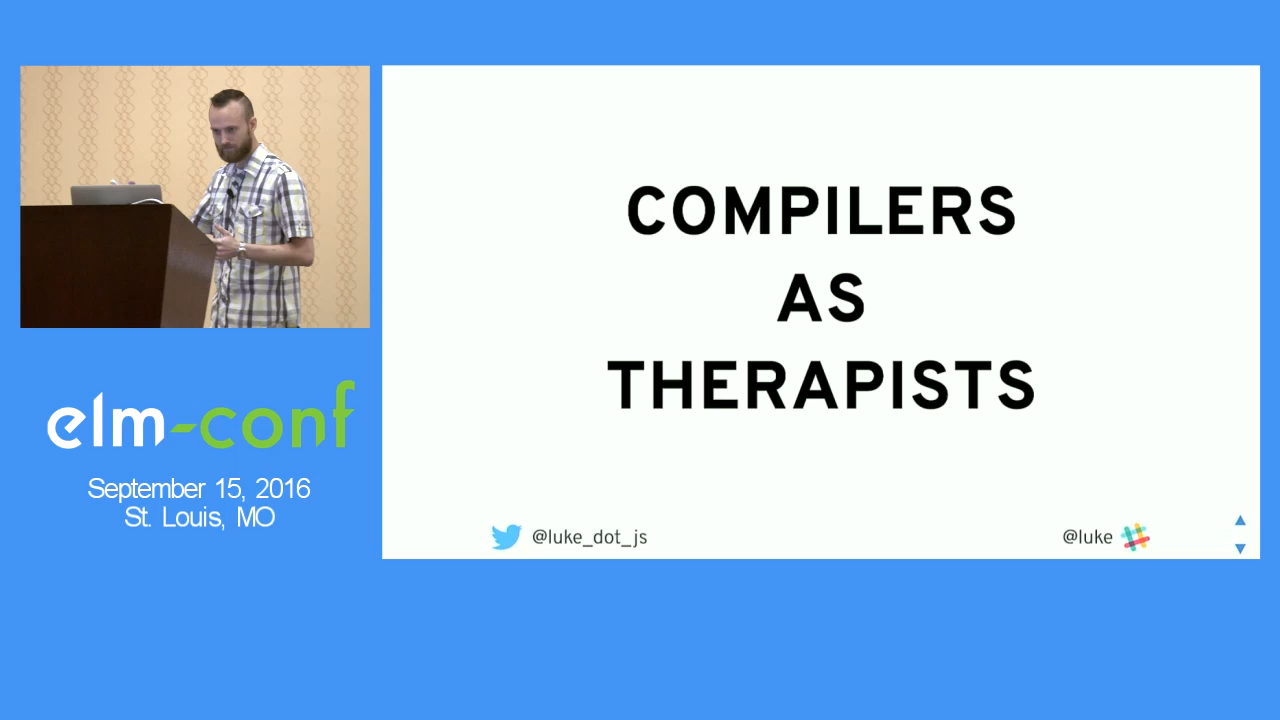 elm-conf
September 15, 2016
St. Louis, MO
COMPILERS
AS
THERAPISTS
@luke_dot_js
@luke